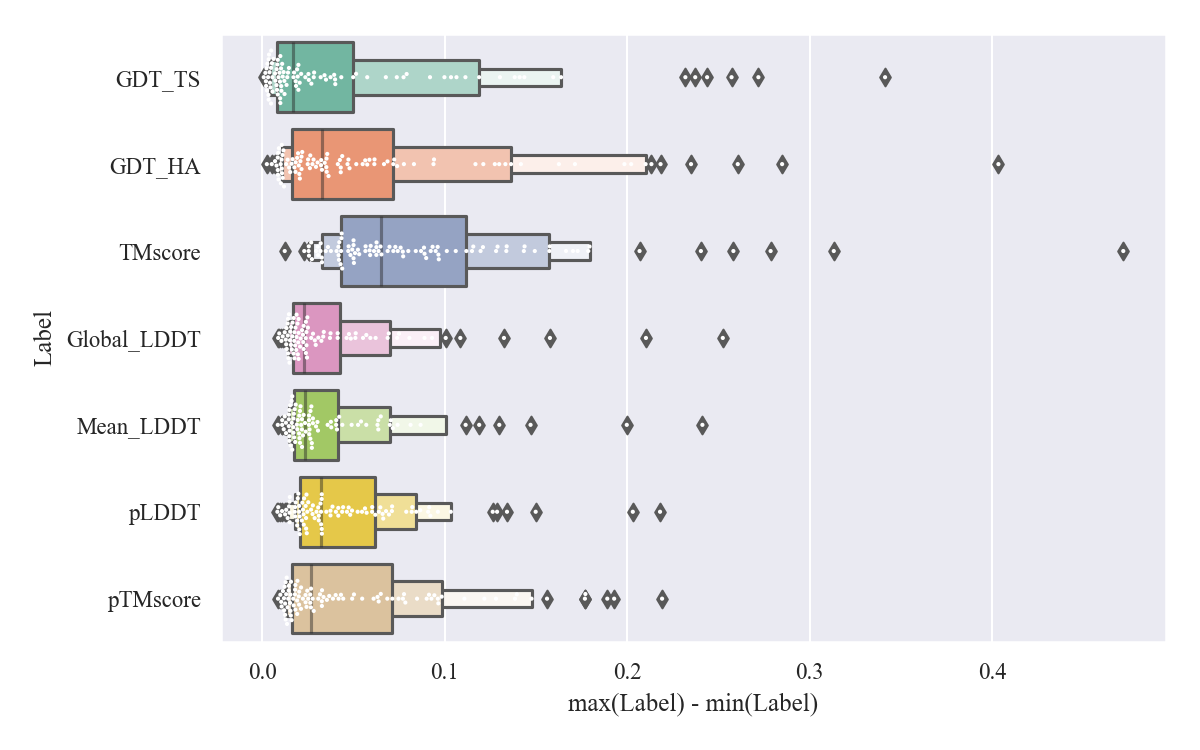 Label
GDT_TS
GDT_HA
TMscore
Global_LDDT
Mean_LDDT
pLDDT
pTMscore
0.0 0.1 0.2 0.3 0.4
max(Label) - min(Label)